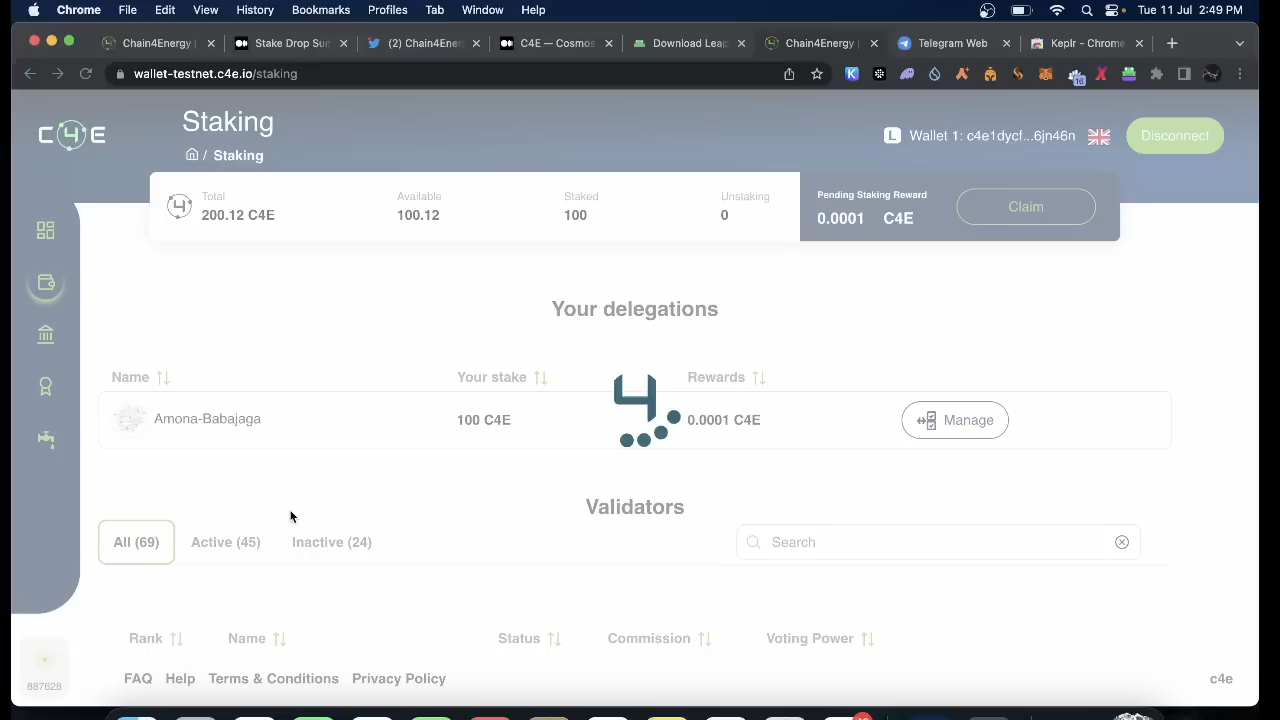 Chrome File Edit View History Bookmarks Profiles Tab Window Help Tue 11 Jul 2:49 PM
Chain4Energy | Stake Drop Su (2) Chain4Ene C4E — Cosmos Download Leap Chain4Energy | Telegram Web Keplr - Chrome
wallet-testnet.c4e.io/staking 16
C4E
Staking
/ Staking
L Wallet 1: c4e1dycf...6jn46n Disconnect
Total Available Staked Unstaking
200.12 C4E 100.12 100 0
Pending Staking Reward
0.0001 C4E Claim
Your delegations
Name Your stake Rewards
Amona-Babajaga 100 C4E 0.0001 C4E Manage
Validators
All (69) Active (45) Inactive (24) Search
Rank Name Status Commission Voting Power
FAQ Help Terms & Conditions Privacy Policy c4e
887628